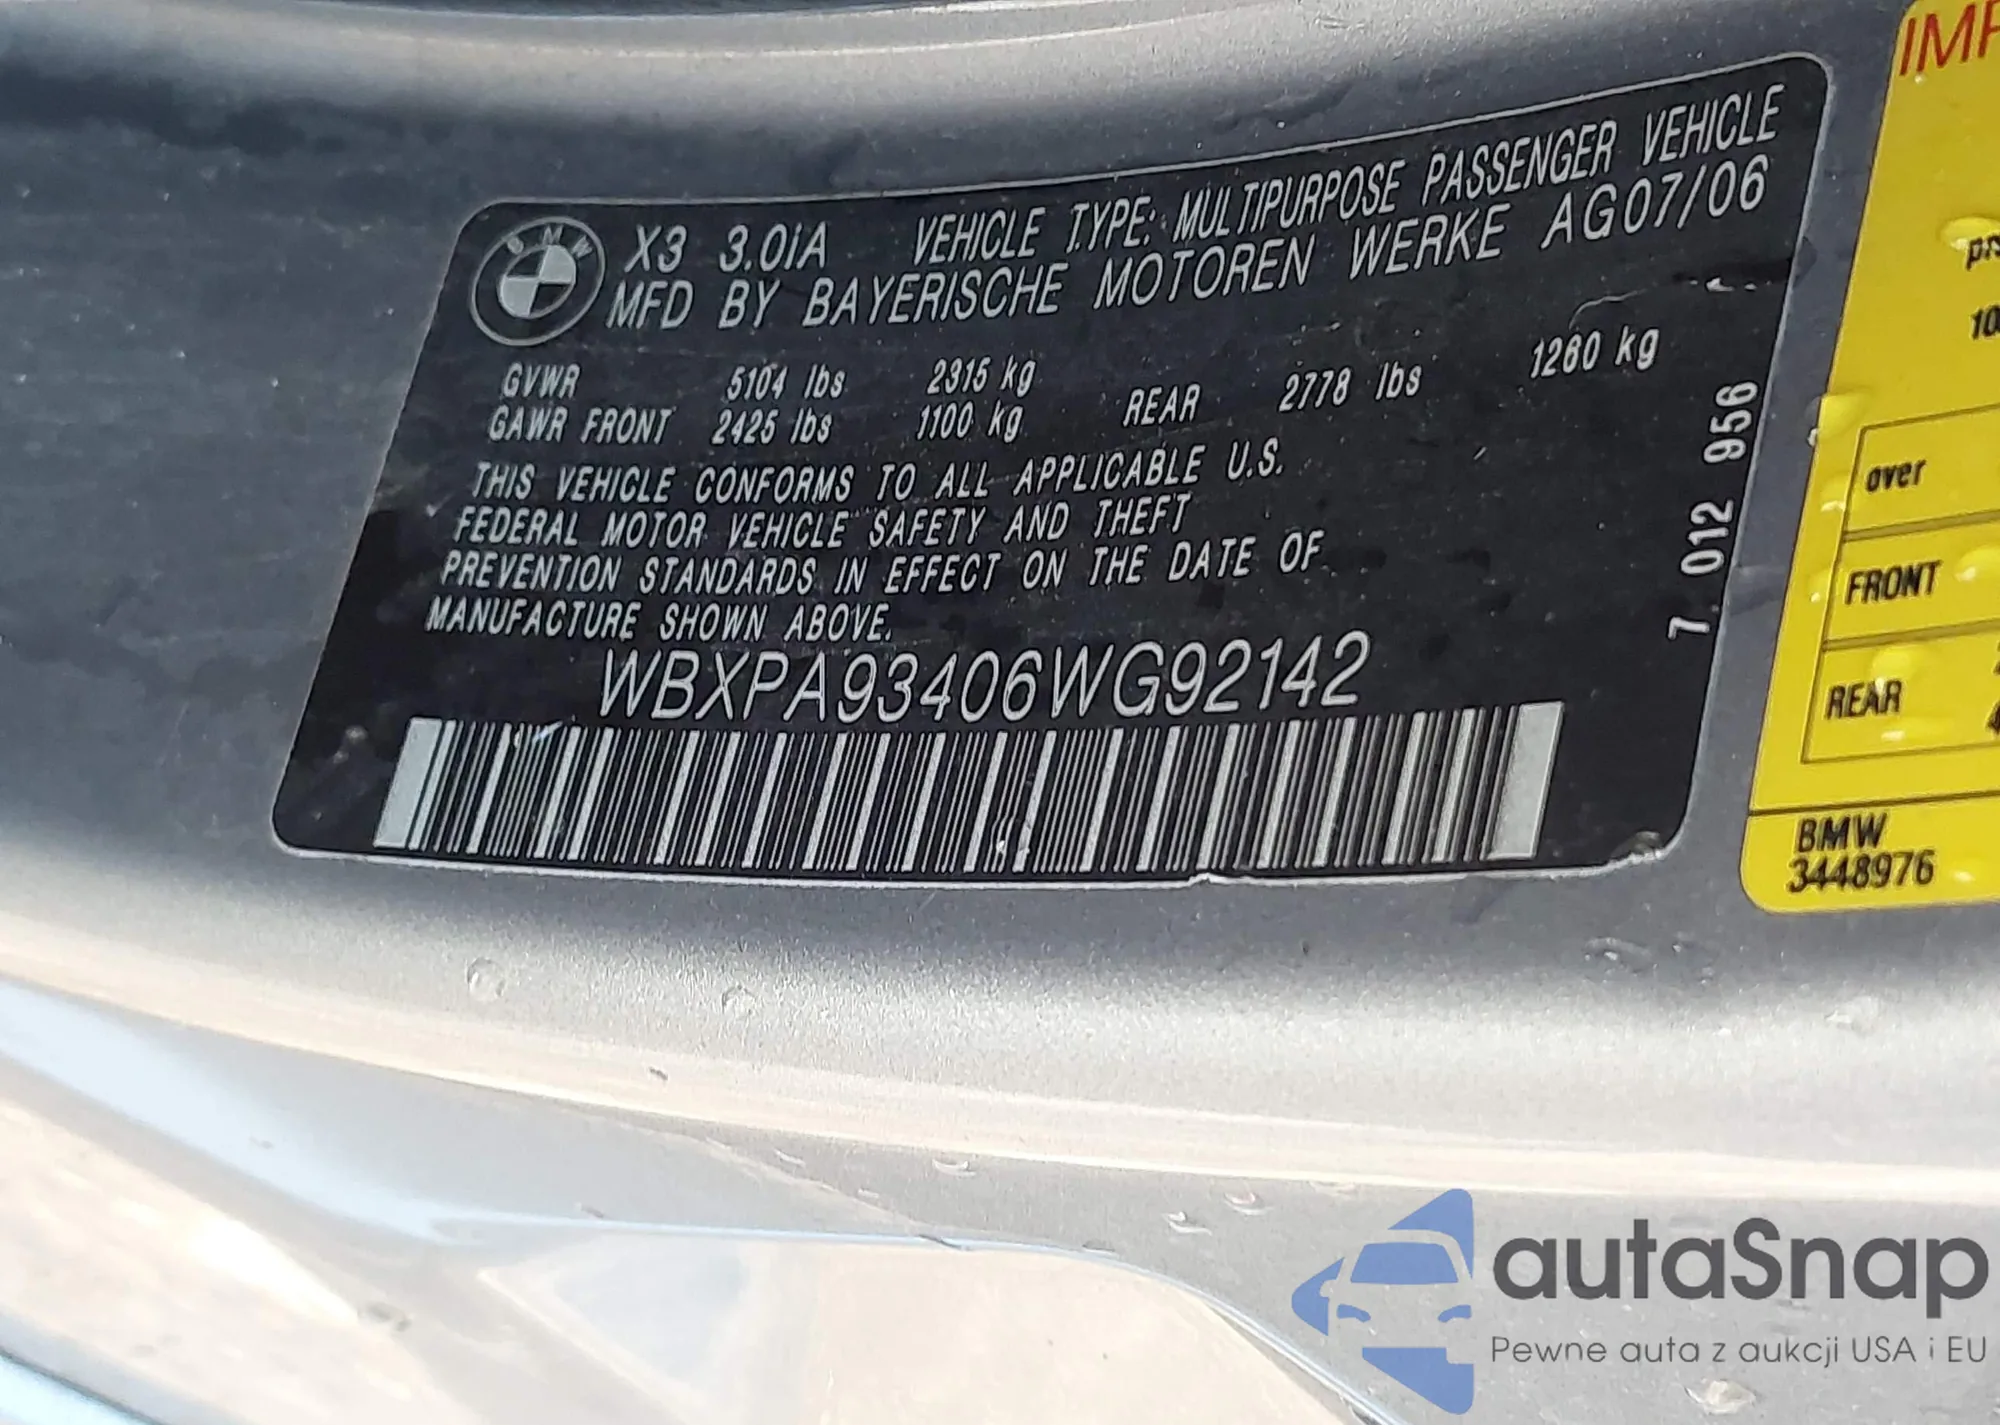 BMW
X3 3.0iA VEHICLE TYPE: MULTIPURPOSE PASSENGER VEHICLE
MFD BY BAYERISCHE MOTOREN WERKE AG07/06
GVWR 5104 lbs 2315 kg
GAWR FRONT 2425 lbs 1100 kg REAR 2778 lbs 1260 kg
THIS VEHICLE CONFORMS TO ALL APPLICABLE U.S.
FEDERAL MOTOR VEHICLE SAFETY AND THEFT
PREVENTION STANDARDS IN EFFECT ON THE DATE OF
MANUFACTURE SHOWN ABOVE.
WBXPA93406WG92142
7. 012 956
over
FRONT
REAR
BMW
3448976
autaSnap
Pewne auta z aukcji USA i EU